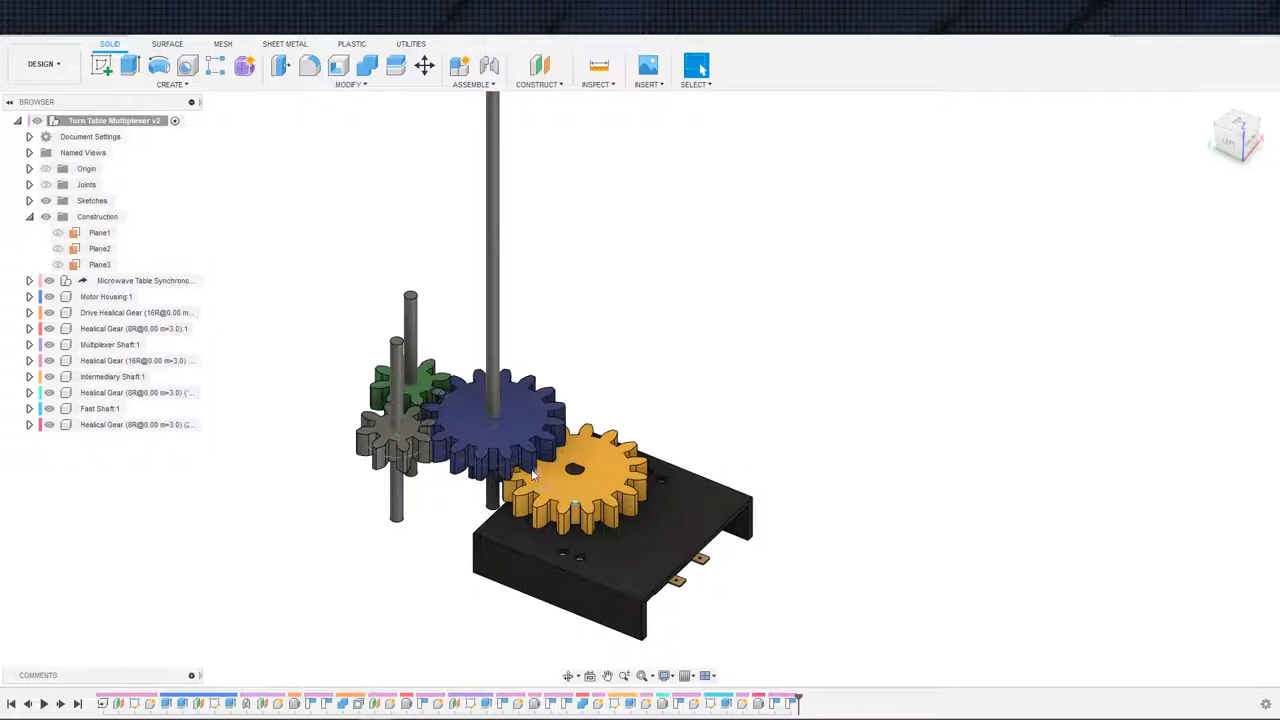 SOLID SURFACE MESH SHEET METAL PLASTIC UTILITIES
DESIGN
CREATE MODIFY ASSEMBLE CONSTRUCT INSPECT INSERT SELECT
BROWSER
Turn Table Multiplexer v2
Document Settings
Named Views
Origin
Joints
Sketches
Construction
Plane1
Plane2
Plane3
Microwave Table Synchronc...
Motor Housing:1
Drive Healical Gear (16R@0.00 m...
Healical Gear (8R@0.00 m=3.0):1
Multiplexer Shaft:1
Healical Gear (16R@0.00 m=3.0) ...
Intermediary Shaft:1
Healical Gear (8R@0.00 m=3.0) (1...
Fast Shaft:1
Healical Gear (8R@0.00 m=3.0) (2...
LEFT
Z
X
COMMENTS